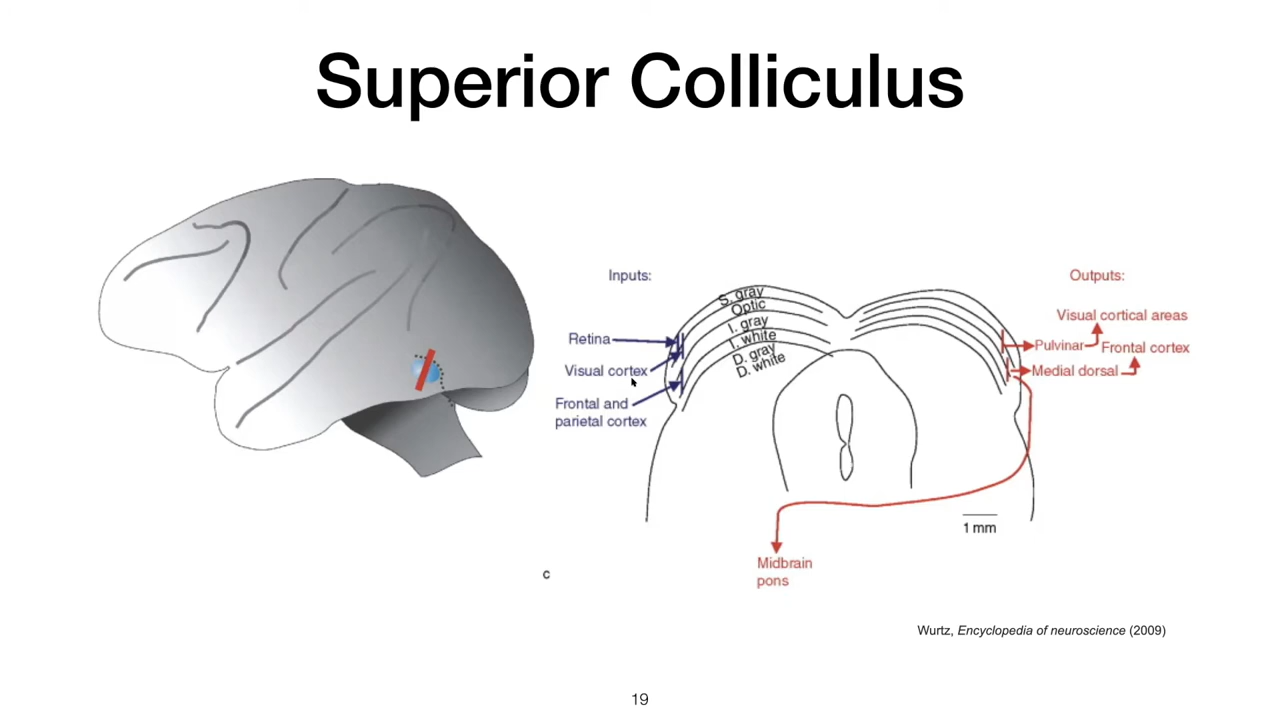 Superior Colliculus
Inputs:
S. gray
Optic
I. gray
I. white
D. gray
D. white
Retina
Visual cortex
Frontal and
parietal cortex
Outputs:
Visual cortical areas
Pulvinar
Frontal cortex
Medial dorsal
1 mm
Midbrain
pons
c
Wurtz, Encyclopedia of neuroscience (2009)
19